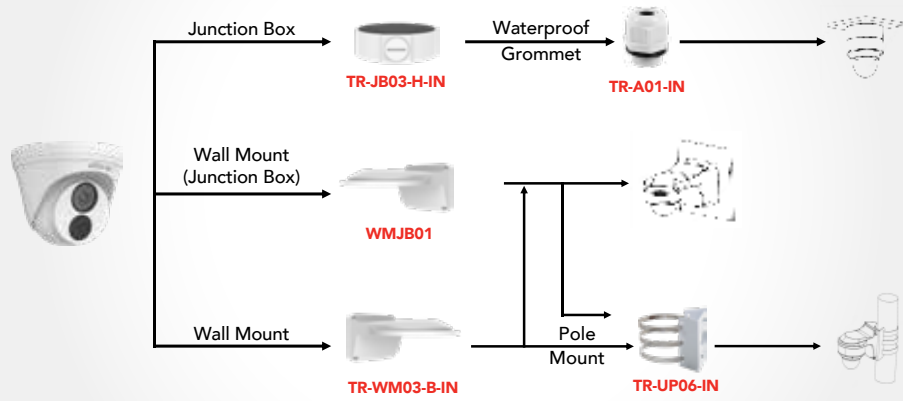 Junction Box
TR-JB03-H-IN
Waterproof
Grommet
TR-A01-IN
Wall Mount
(Junction Box)
WMJB01
Wall Mount
TR-WM03-B-IN
Pole
Mount
TR-UP06-IN